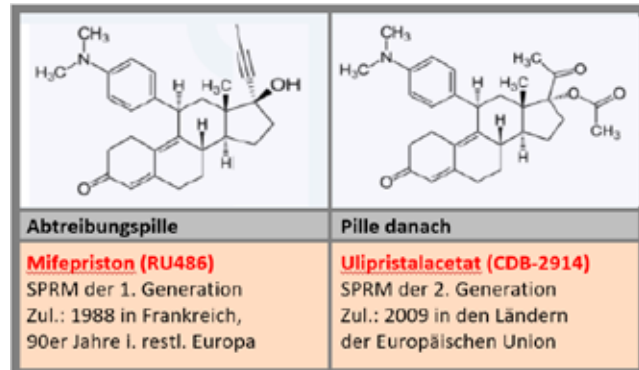 H₃C
CH₃
N
H₃C
H
OH
H
H
O
CH₃
N
H₃C
CH₃
O
H₃C
H
O
O
CH₃
H
H
O
Abtreibungspille
Pille danach
Mifepriston (RU486)
SPRM der 1. Generation
Zul.: 1988 in Frankreich,
90er Jahre i. restl. Europa
Ulipristalacetat (CDB-2914)
SPRM der 2. Generation
Zul.: 2009 in den Ländern
der Europäischen Union